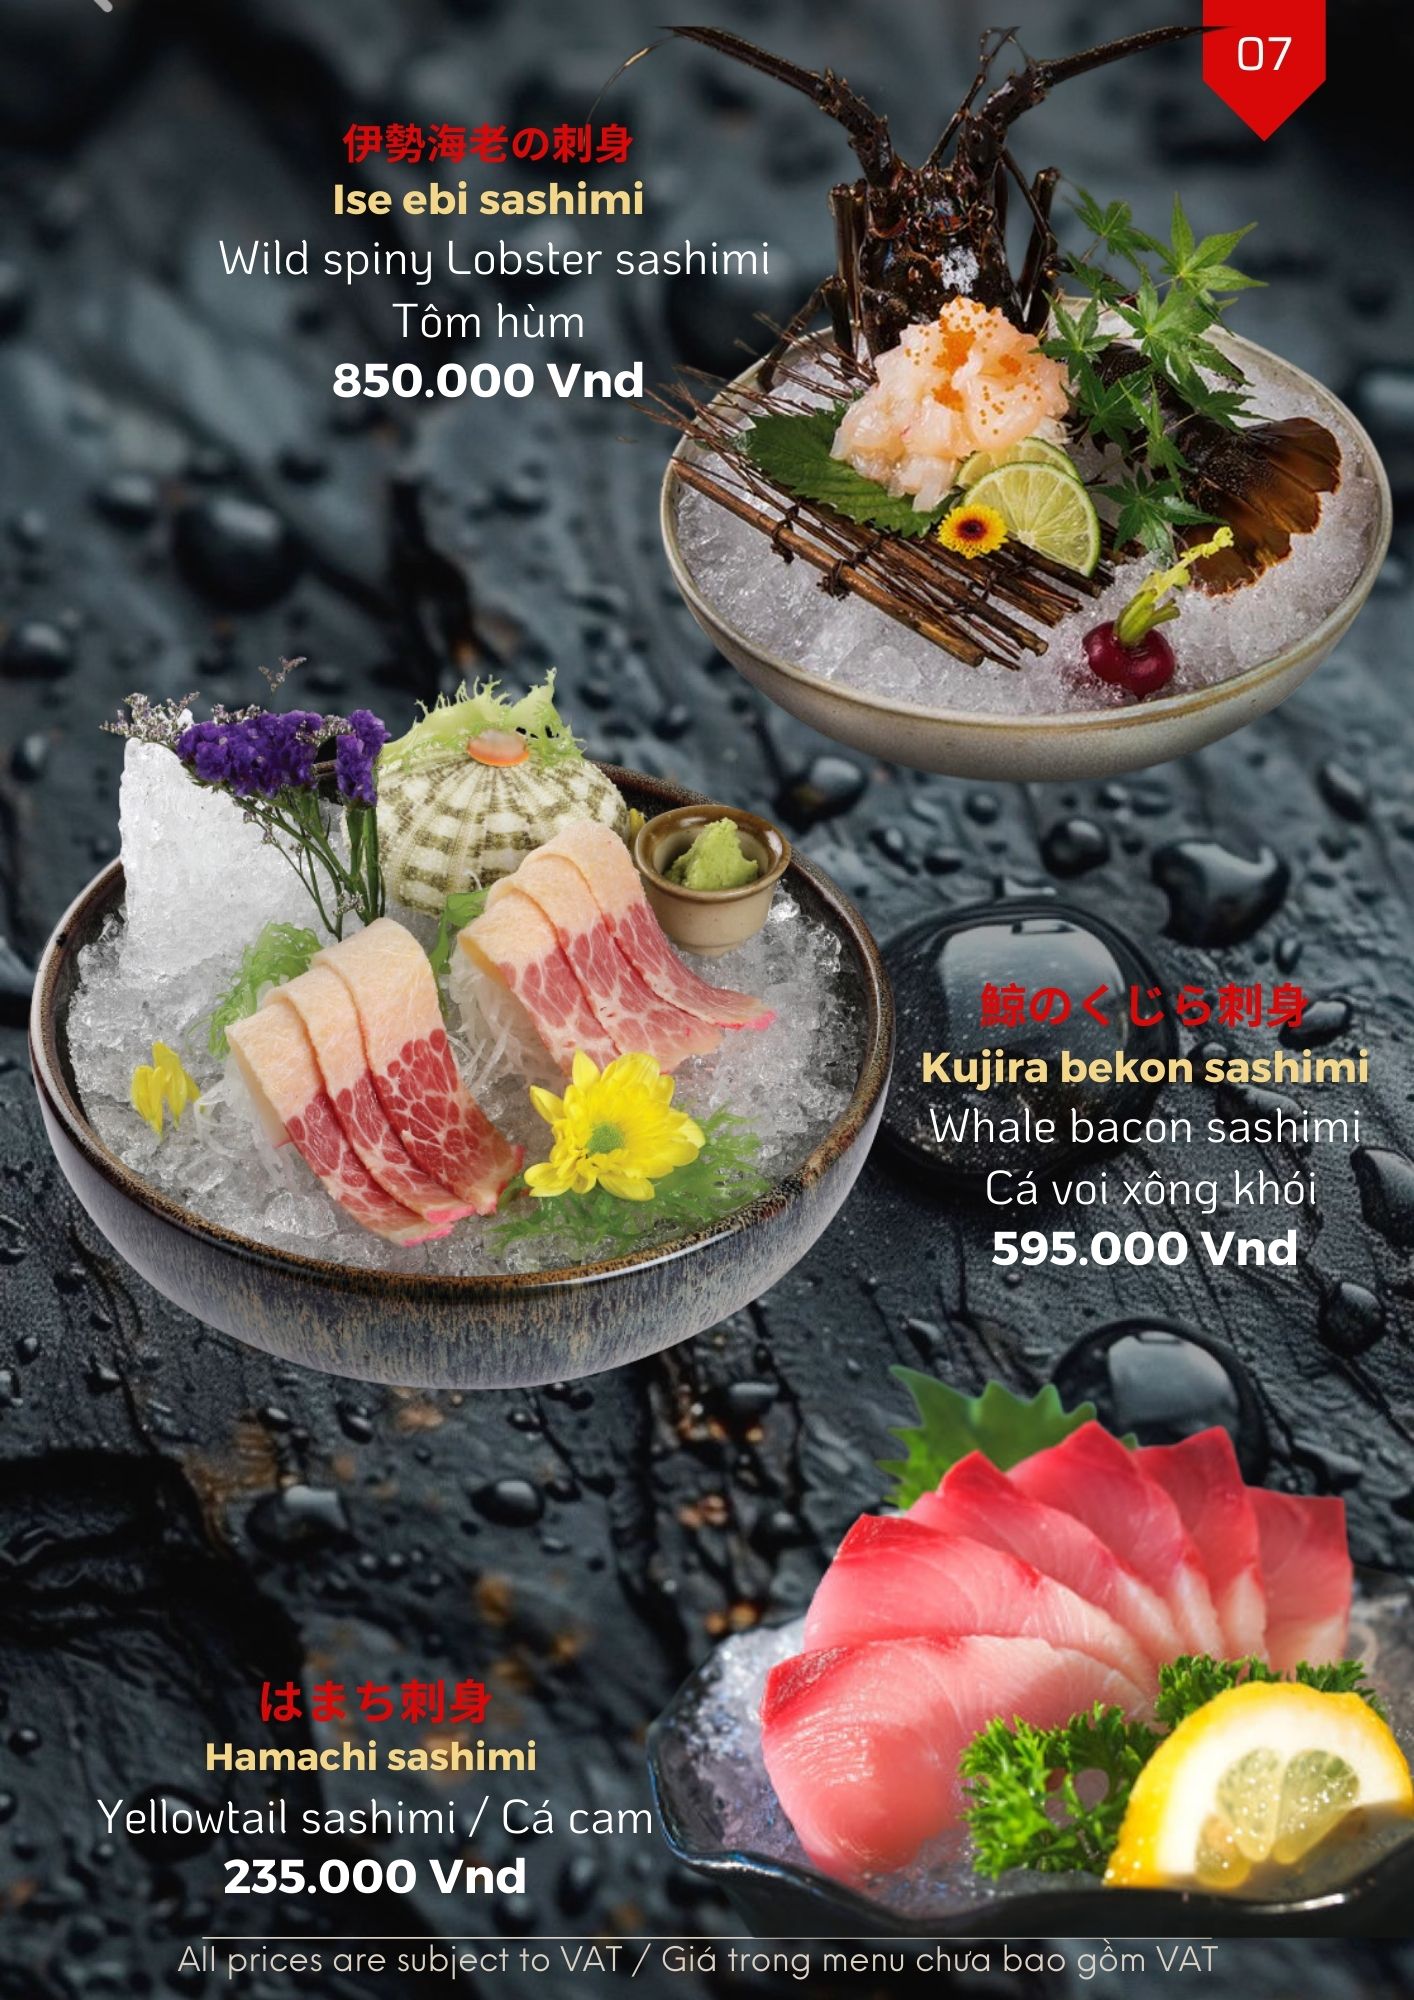 07
伊勢海老の刺身
Ise ebi sashimi
Wild spiny Lobster sashimi
Tôm hùm
850.000 Vnd
鯨のくじら刺身
Kujira bekon sashimi
Whale bacon sashimi
Cá voi xông khói
595.000 Vnd
はまち刺身
Hamachi sashimi
Yellowtail sashimi / Cá cam
235.000 Vnd
All prices are subject to VAT / Giá trong menu chưa bao gồm VAT